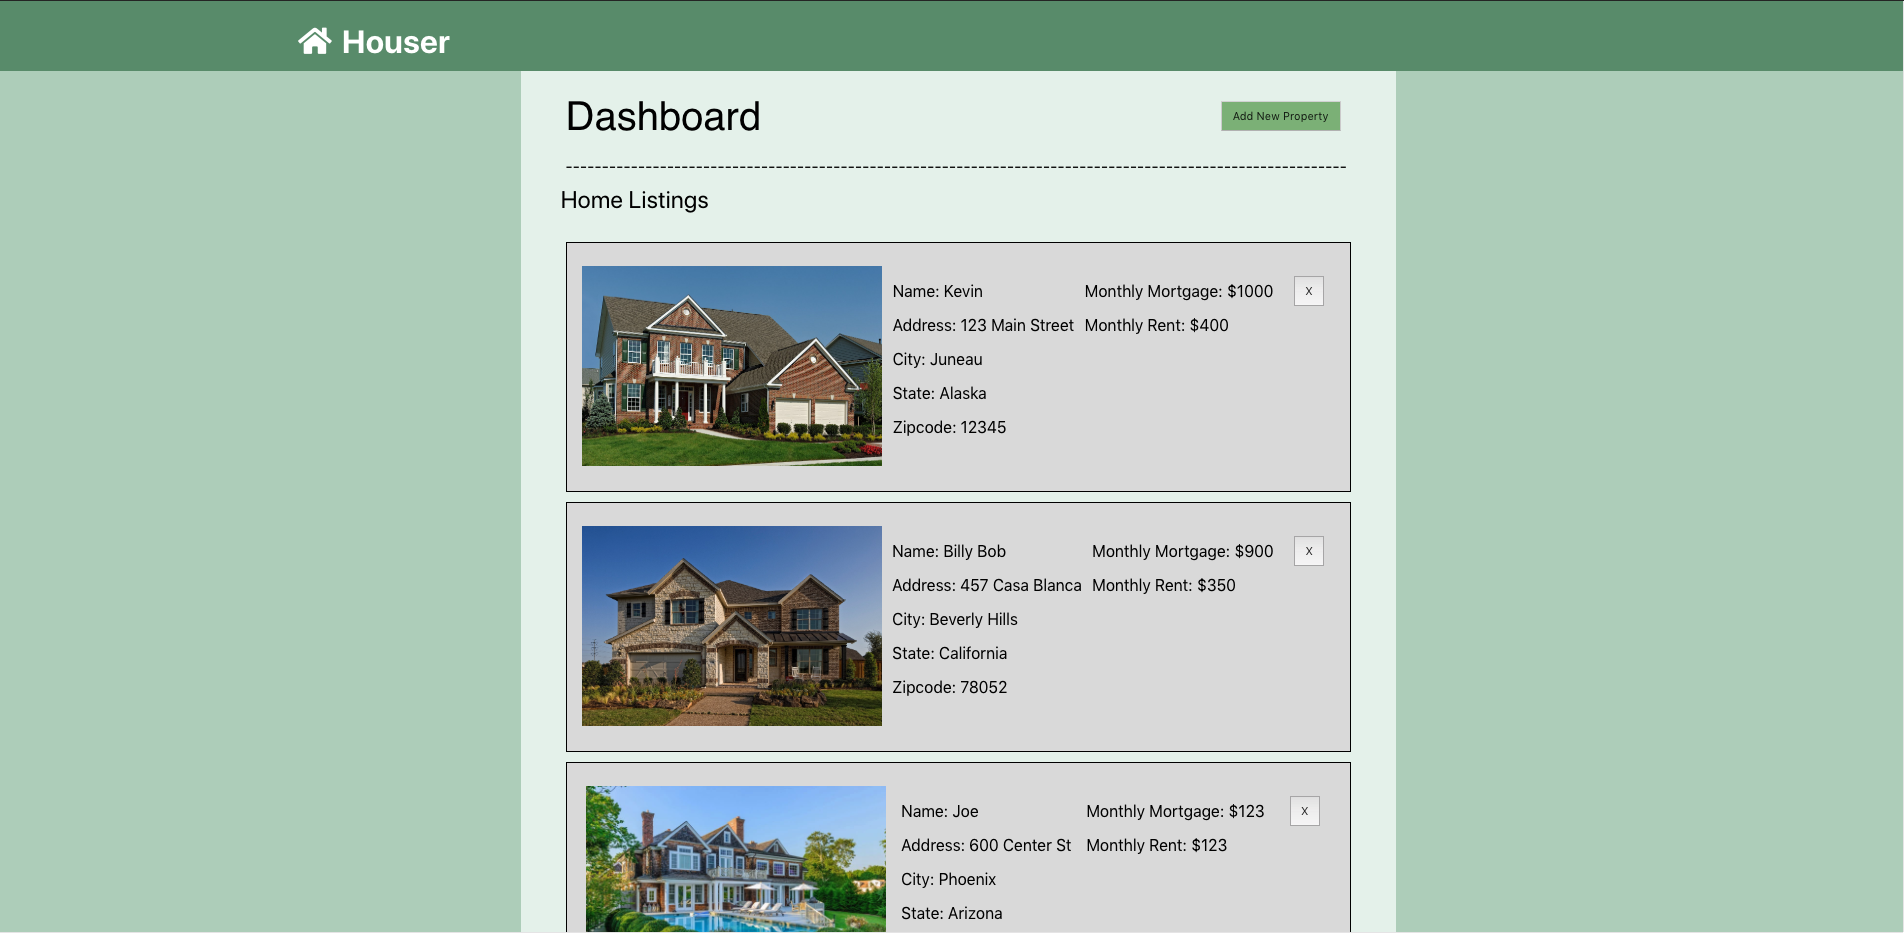 Houser
Dashboard
Add New Property
Home Listings
Name: Kevin
Address: 123 Main Street
City: Juneau
State: Alaska
Zipcode: 12345
Monthly Mortgage: $1000
Monthly Rent: $400
X
Name: Billy Bob
Address: 457 Casa Blanca
City: Beverly Hills
State: California
Zipcode: 78052
Monthly Mortgage: $900
Monthly Rent: $350
X
Name: Joe
Address: 600 Center St
City: Phoenix
State: Arizona
Monthly Mortgage: $123
Monthly Rent: $123
X